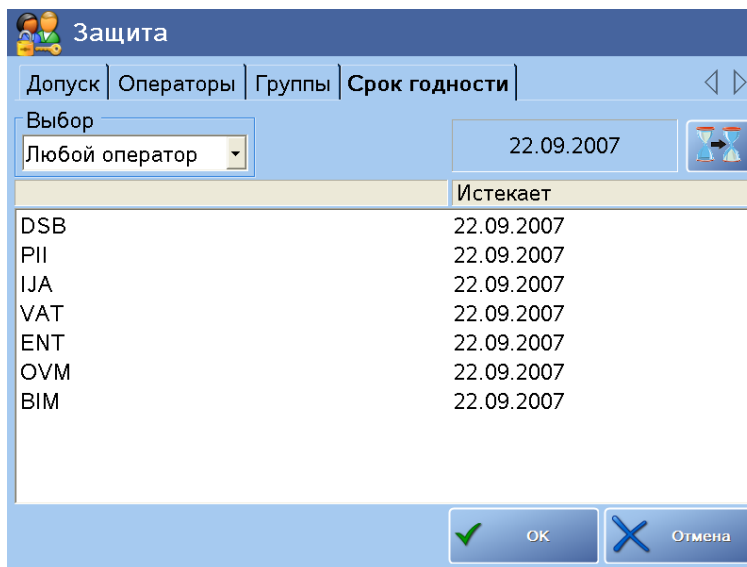 Защита
Допуск Операторы Группы Срок годности
Выбор
Любой оператор
22.09.2007
Истекает
DSB 22.09.2007
PII 22.09.2007
IJA 22.09.2007
VAT 22.09.2007
ENT 22.09.2007
OVM 22.09.2007
BIM 22.09.2007
ОК Отмена